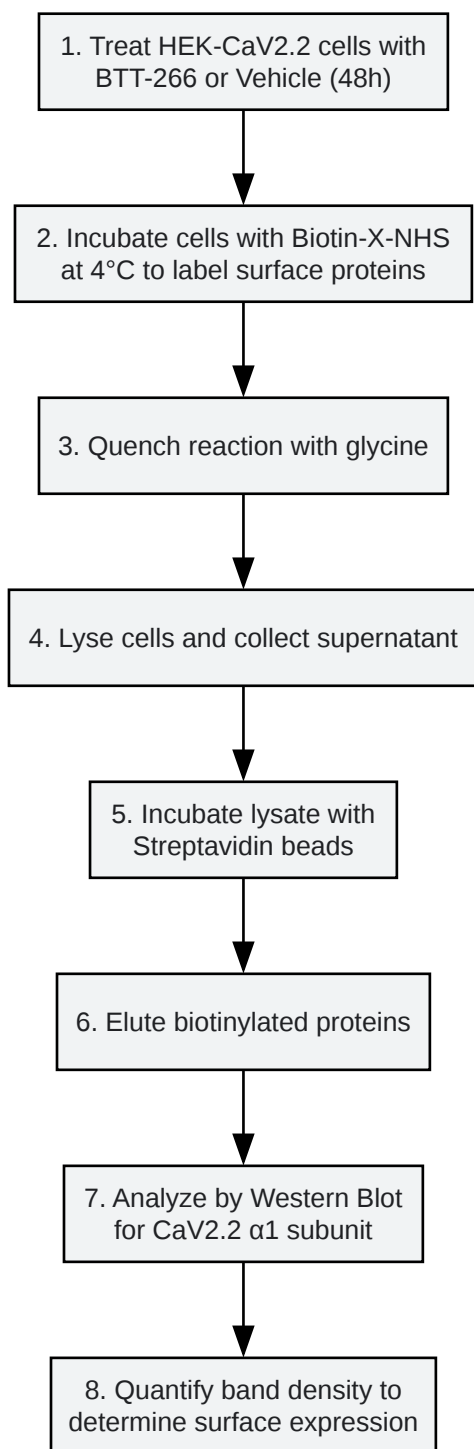 1. Treat HEK-CaV2.2 cells with
BTT-266 or Vehicle (48h)
2. Incubate cells with Biotin-X-NHS
at 4°C to label surface proteins
3. Quench reaction with glycine
4. Lyse cells and collect supernatant
5. Incubate lysate with
Streptavidin beads
6. Elute biotinylated proteins
7. Analyze by Western Blot
for CaV2.2 α1 subunit
8. Quantify band density to
determine surface expression